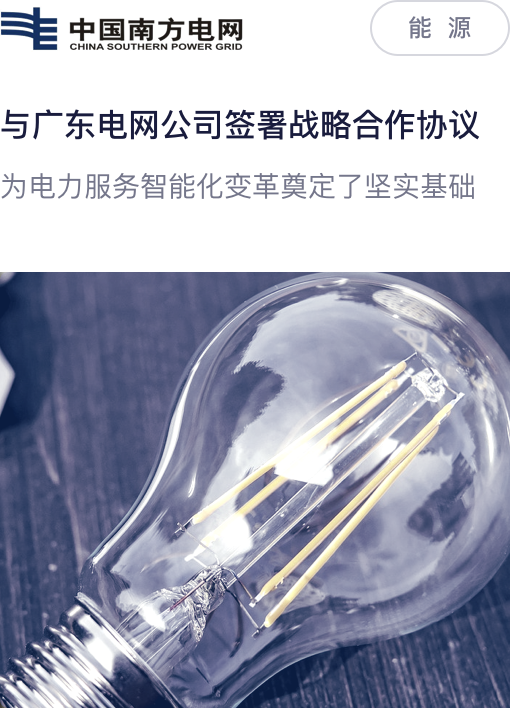 中国南方电网
CHINA SOUTHERN POWER GRID
能源
与广东电网公司签署战略合作协议
为电力服务智能化变革奠定了坚实基础